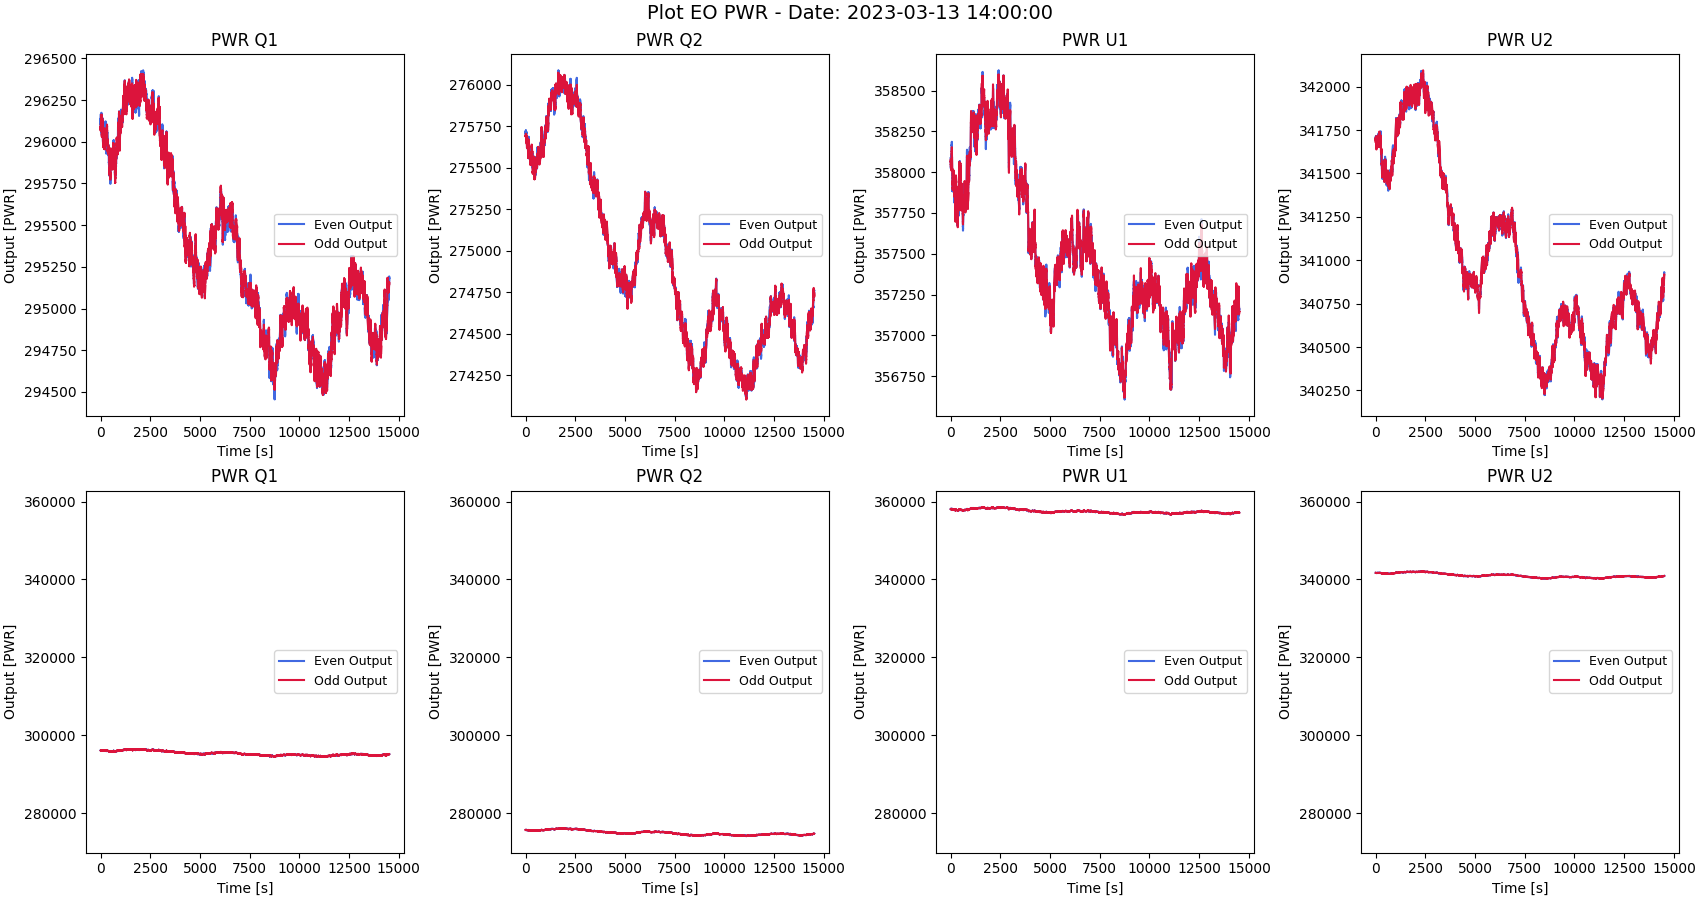 Plot EO PWR - Date: 2023-03-13 14:00:00
PWR Q1
PWR Q2
PWR U1
PWR U2
296500
296250
296000
295750
295500
295250
295000
294750
294500
Output [PWR]
Even Output
Odd Output
0 2500 5000 7500 10000 12500 15000
Time [s]
276000
275750
275500
275250
275000
274750
274500
274250
Output [PWR]
Even Output
Odd Output
0 2500 5000 7500 10000 12500 15000
Time [s]
358500
358250
358000
357750
357500
357250
357000
356750
Output [PWR]
Even Output
Odd Output
0 2500 5000 7500 10000 12500 15000
Time [s]
342000
341750
341500
341250
341000
340750
340500
340250
Output [PWR]
Even Output
Odd Output
0 2500 5000 7500 10000 12500 15000
Time [s]
PWR Q1
PWR Q2
PWR U1
PWR U2
360000
340000
320000
300000
280000
Output [PWR]
Even Output
Odd Output
0 2500 5000 7500 10000 12500 15000
Time [s]
360000
340000
320000
300000
280000
Output [PWR]
Even Output
Odd Output
0 2500 5000 7500 10000 12500 15000
Time [s]
360000
340000
320000
300000
280000
Output [PWR]
Even Output
Odd Output
0 2500 5000 7500 10000 12500 15000
Time [s]
360000
340000
320000
300000
280000
Output [PWR]
Even Output
Odd Output
0 2500 5000 7500 10000 12500 15000
Time [s]